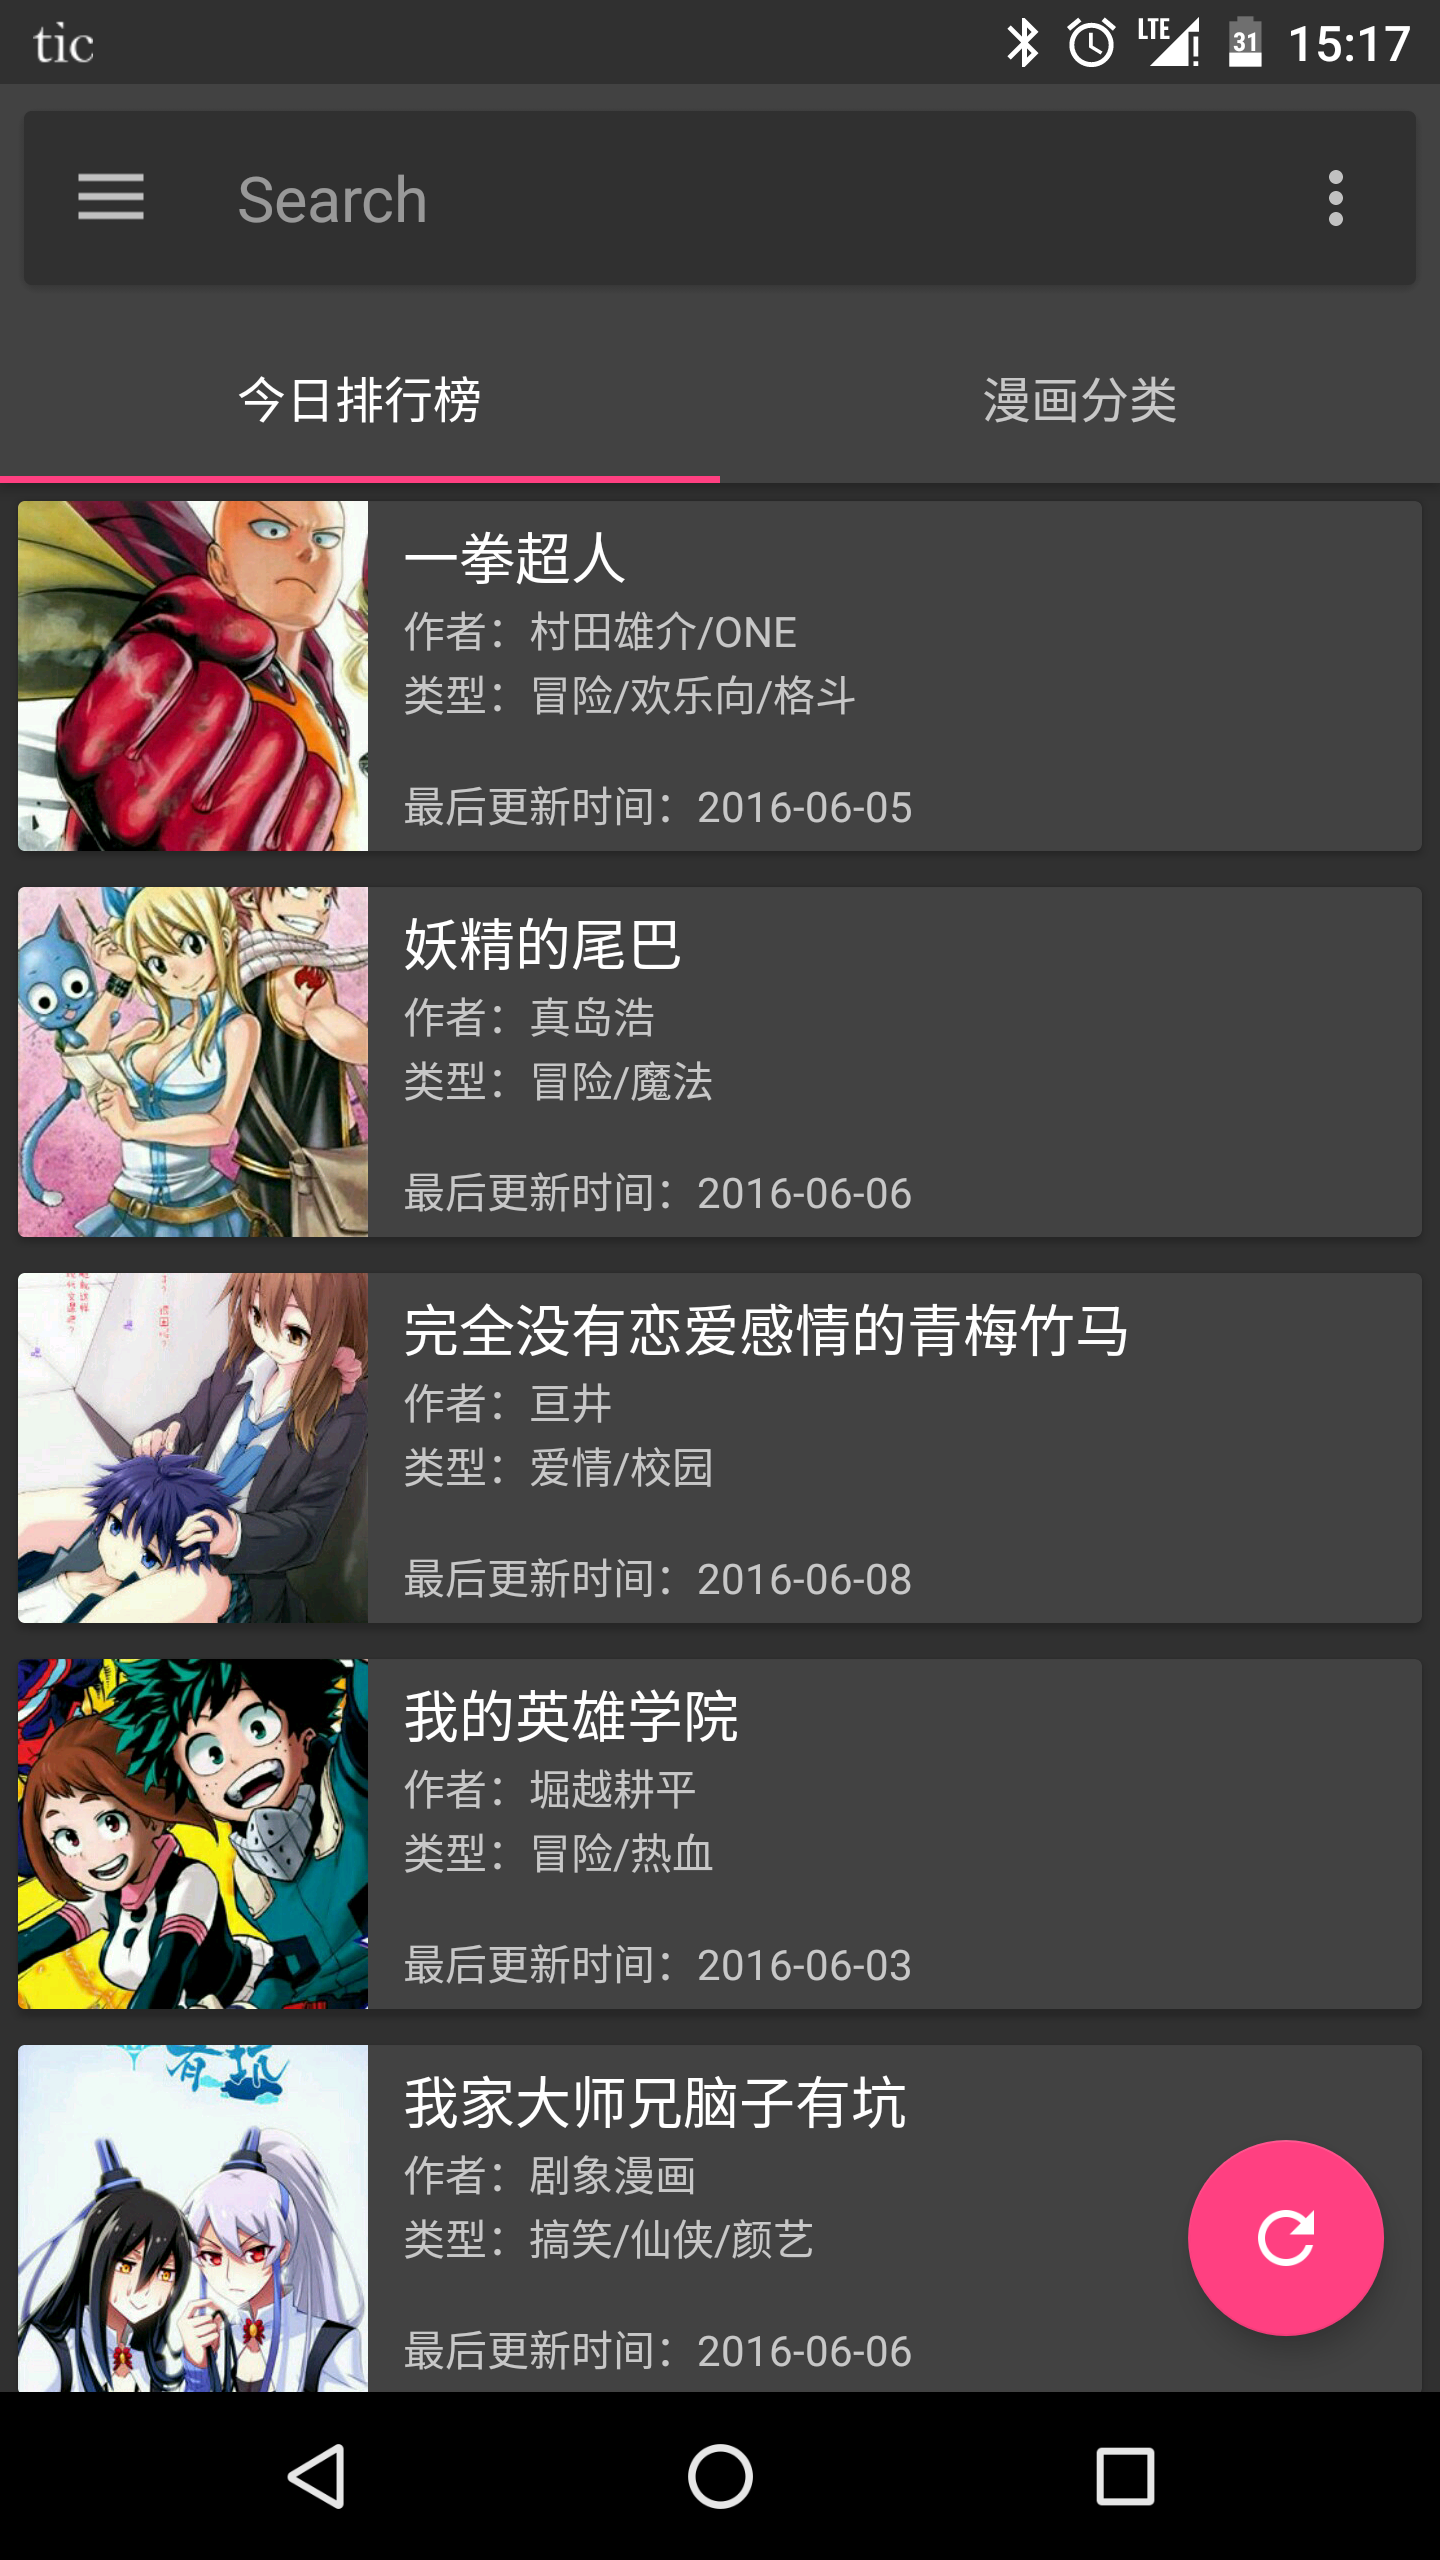 tic
LTE
31
15:17
Search
今日排行榜
漫画分类
一拳超人
作者：村田雄介/ONE
类型：冒险/欢乐向/格斗
最后更新时间：2016-06-05
妖精的尾巴
作者：真岛浩
类型：冒险/魔法
最后更新时间：2016-06-06
完全没有恋爱感情的青梅竹马
作者：亘井
类型：爱情/校园
最后更新时间：2016-06-08
我的英雄学院
作者：堀越耕平
类型：冒险/热血
最后更新时间：2016-06-03
有坑
我家大师兄脑子有坑
作者：剧象漫画
类型：搞笑/仙侠/颜艺
最后更新时间：2016-06-06